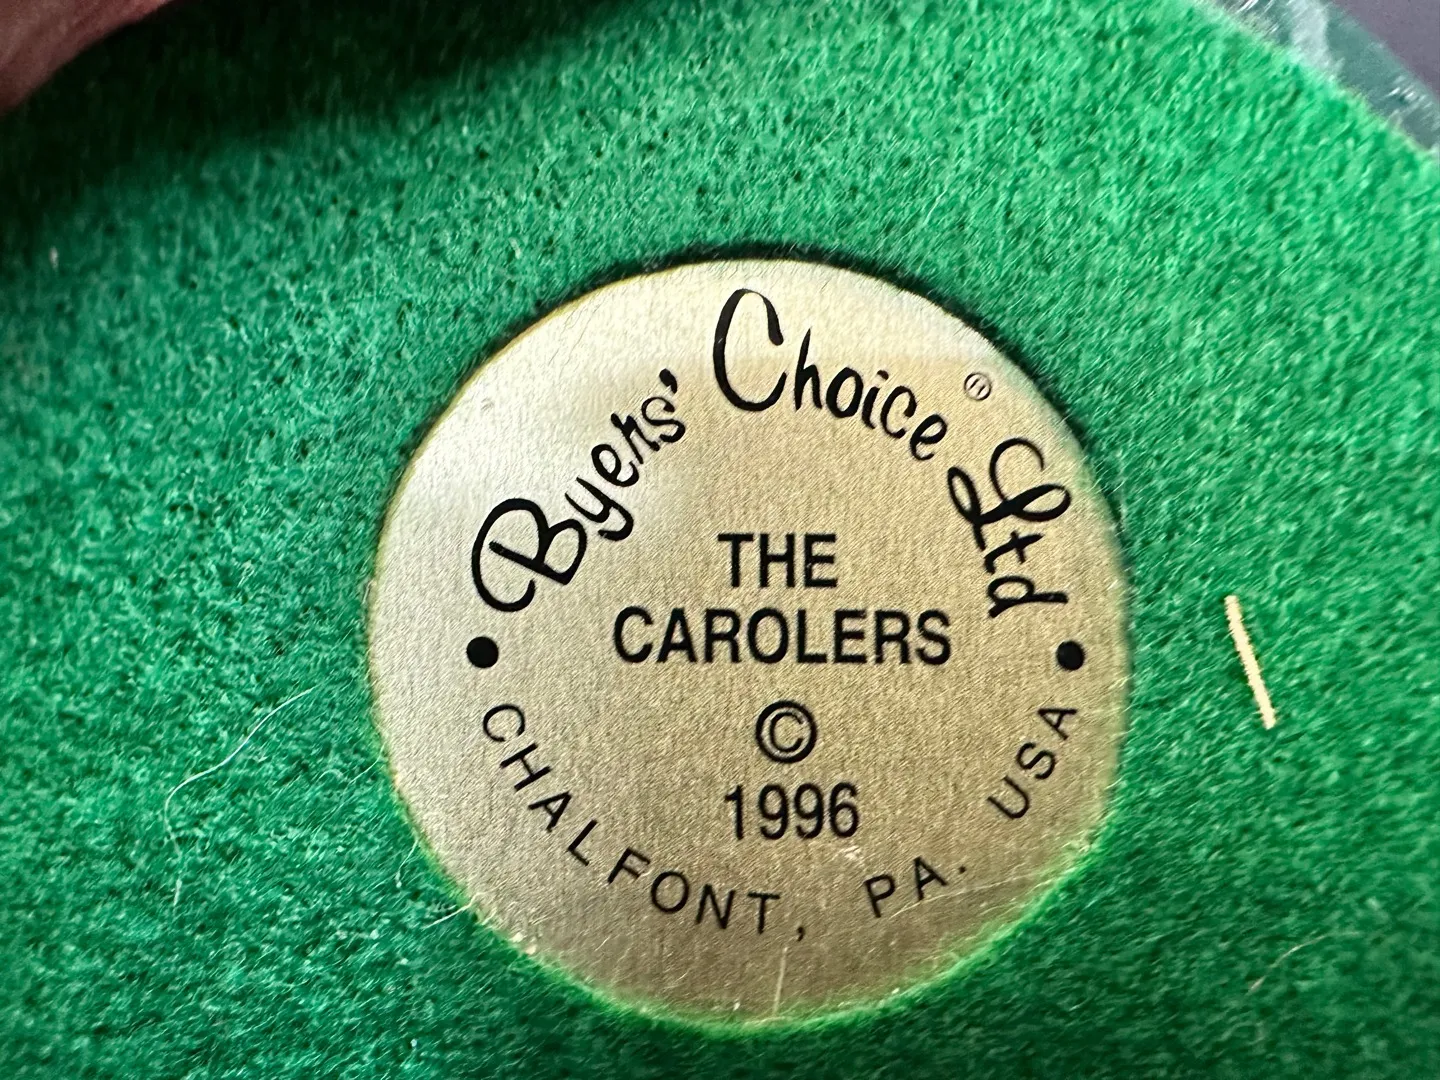 Byers' Choice ® Ltd
THE
CAROLERS
©
1996
• CHALFONT, PA. USA •